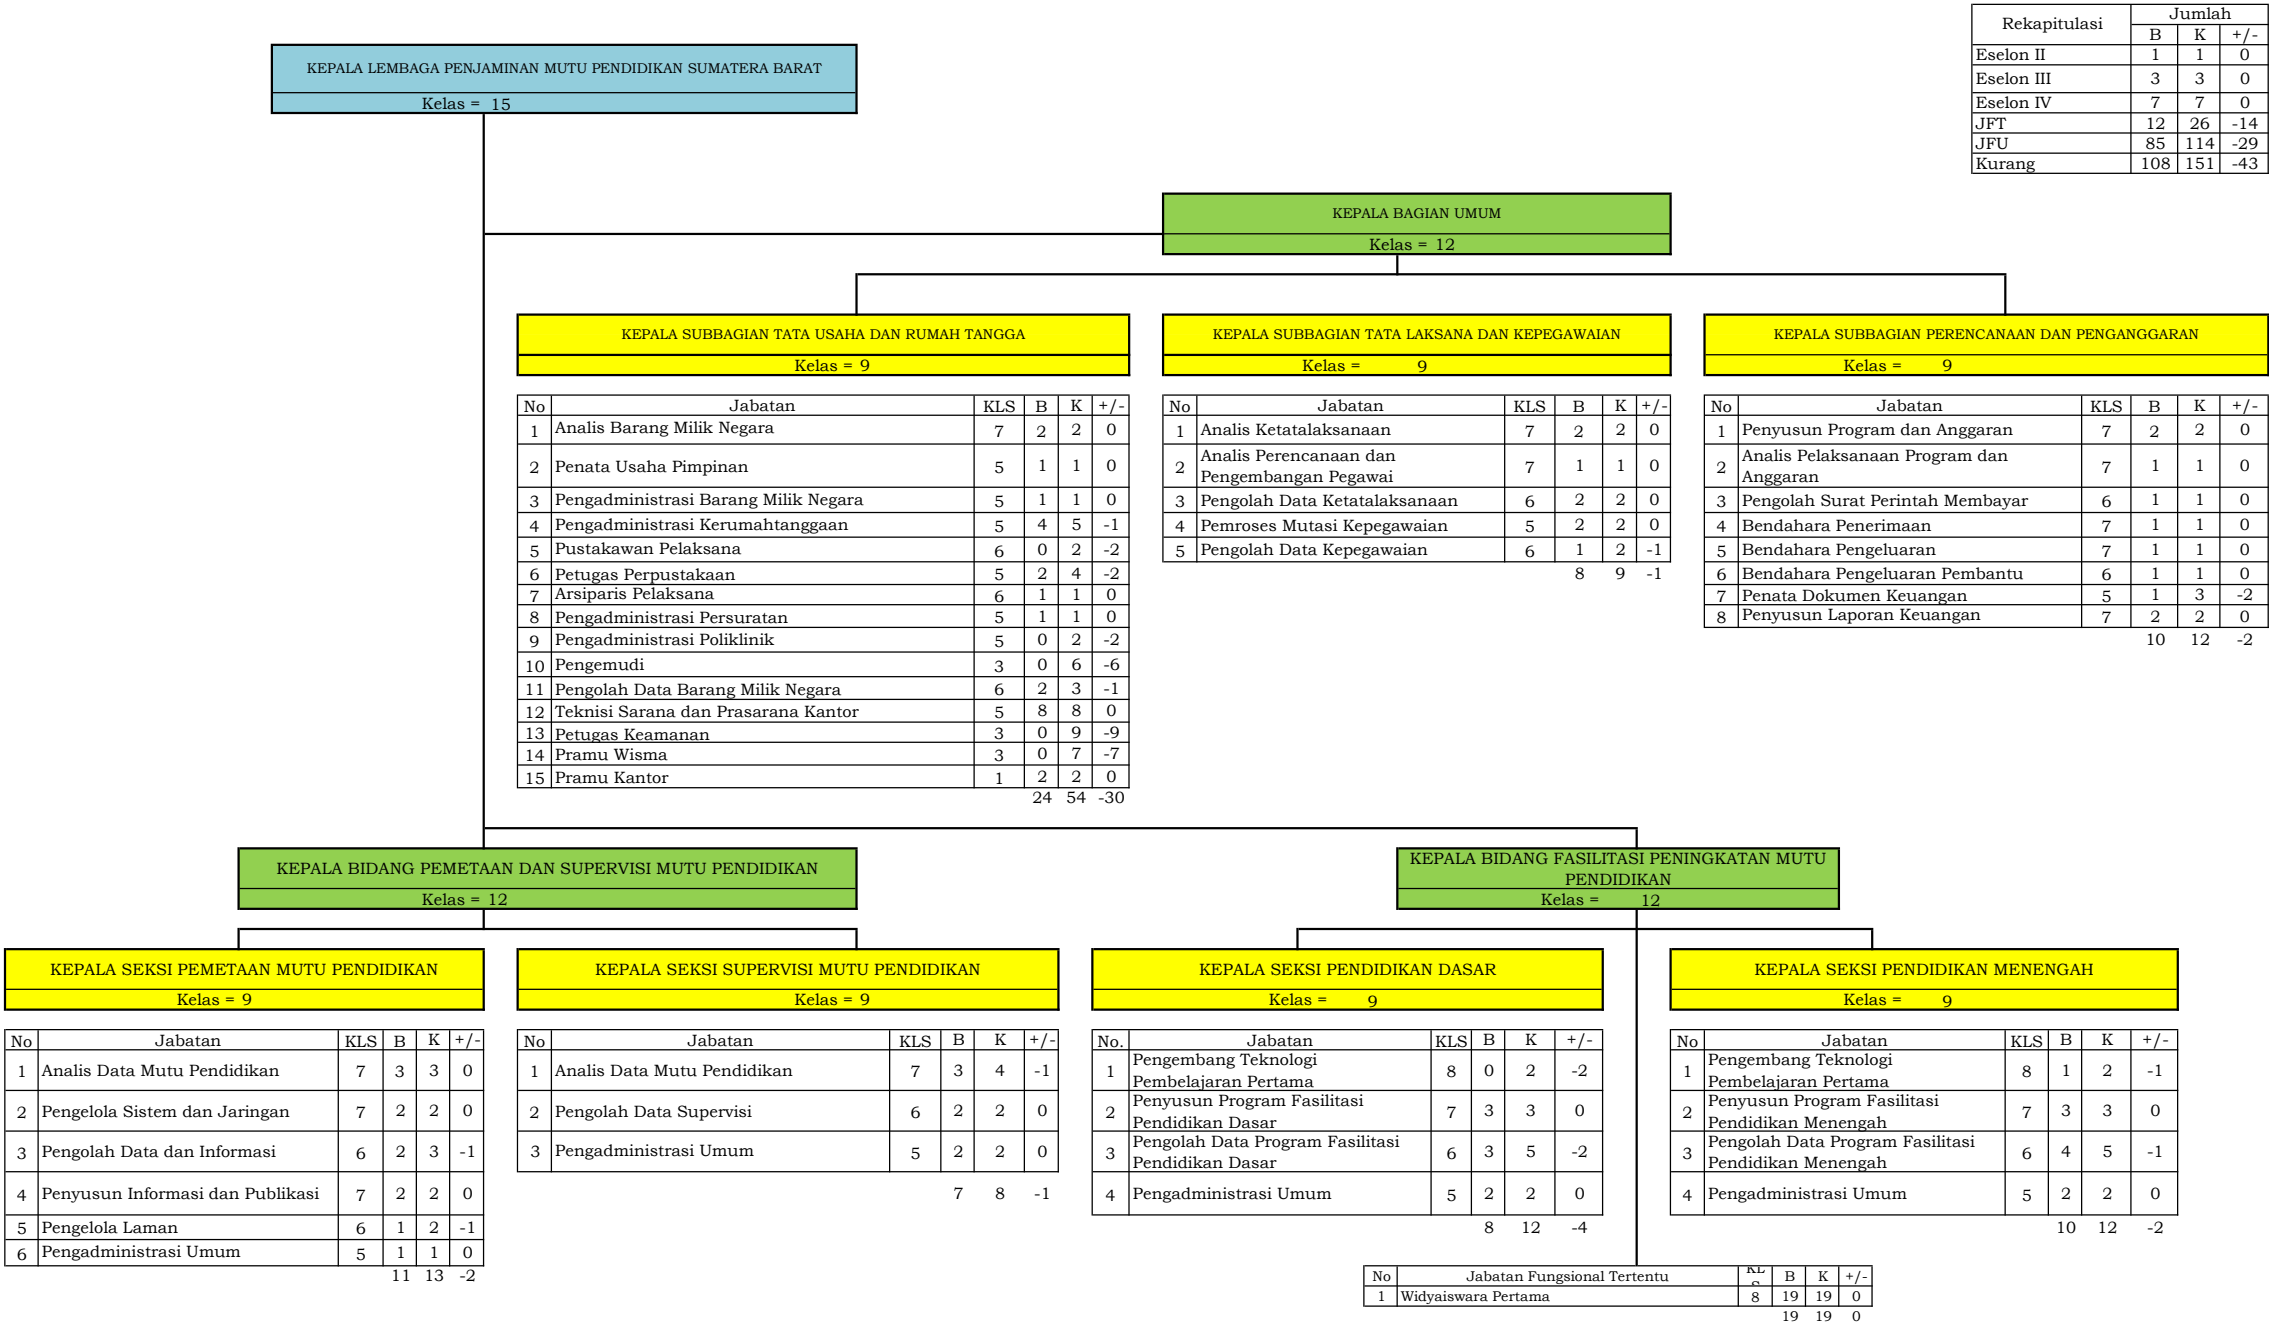 Rekapitulasi Jumlah
B K +/-
Eselon II 1 1 0
Eselon III 3 3 0
Eselon IV 7 7 0
JFT 12 26 -14
JFU 85 114 -29
Kurang 108 151 -43
KEPALA LEMBAGA PENJAMINAN MUTU PENDIDIKAN SUMATERA BARAT
Kelas = 15
KEPALA BAGIAN UMUM
Kelas = 12
KEPALA SUBBAGIAN TATA USAHA DAN RUMAH TANGGA
Kelas = 9
No Jabatan KLS B K +/-
1 Analis Barang Milik Negara 7 2 2 0
2 Penata Usaha Pimpinan 5 1 1 0
3 Pengadministrasi Barang Milik Negara 5 1 1 0
4 Pengadministrasi Kerumahtanggaan 5 4 5 -1
5 Pustakawan Pelaksana 6 0 2 -2
6 Petugas Perpustakaan 5 2 4 -2
7 Arsiparis Pelaksana 6 1 1 0
8 Pengadministrasi Persuratan 5 1 1 0
9 Pengadministrasi Poliklinik 5 0 2 -2
10 Pengemudi 3 0 6 -6
11 Pengolah Data Barang Milik Negara 6 2 3 -1
12 Teknisi Sarana dan Prasarana Kantor 5 8 8 0
13 Petugas Keamanan 3 0 9 -9
14 Pramu Wisma 3 0 7 -7
15 Pramu Kantor 1 2 2 0
24 54 -30
KEPALA SUBBAGIAN TATA LAKSANA DAN KEPEGAWAIAN
Kelas = 9
No Jabatan KLS B K +/-
1 Analis Ketatalaksanaan 7 2 2 0
2 Analis Perencanaan dan
Pengembangan Pegawai 7 1 1 0
3 Pengolah Data Ketatalaksanaan 6 2 2 0
4 Pemroses Mutasi Kepegawaian 5 2 2 0
5 Pengolah Data Kepegawaian 6 1 2 -1
8 9 -1
KEPALA SUBBAGIAN PERENCANAAN DAN PENGANGGARAN
Kelas = 9
No Jabatan KLS B K +/-
1 Penyusun Program dan Anggaran 7 2 2 0
2 Analis Pelaksanaan Program dan
Anggaran 7 1 1 0
3 Pengolah Surat Perintah Membayar 6 1 1 0
4 Bendahara Penerimaan 7 1 1 0
5 Bendahara Pengeluaran 7 1 1 0
6 Bendahara Pengeluaran Pembantu 6 1 1 0
7 Penata Dokumen Keuangan 5 1 3 -2
8 Penyusun Laporan Keuangan 7 2 2 0
10 12 -2
KEPALA BIDANG PEMETAAN DAN SUPERVISI MUTU PENDIDIKAN
Kelas = 12
KEPALA BIDANG FASILITASI PENINGKATAN MUTU
PENDIDIKAN
Kelas = 12
KEPALA SEKSI PEMETAAN MUTU PENDIDIKAN
Kelas = 9
No Jabatan KLS B K +/-
1 Analis Data Mutu Pendidikan 7 3 3 0
2 Pengelola Sistem dan Jaringan 7 2 2 0
3 Pengolah Data dan Informasi 6 2 3 -1
4 Penyusun Informasi dan Publikasi 7 2 2 0
5 Pengelola Laman 6 1 2 -1
6 Pengadministrasi Umum 5 1 1 0
11 13 -2
KEPALA SEKSI SUPERVISI MUTU PENDIDIKAN
Kelas = 9
No Jabatan KLS B K +/-
1 Analis Data Mutu Pendidikan 7 3 4 -1
2 Pengolah Data Supervisi 6 2 2 0
3 Pengadministrasi Umum 5 2 2 0
7 8 -1
KEPALA SEKSI PENDIDIKAN DASAR
Kelas = 9
No. Jabatan KLS B K +/-
1 Pengembang Teknologi
Pembelajaran Pertama 8 0 2 -2
2 Penyusun Program Fasilitasi
Pendidikan Dasar 7 3 3 0
3 Pengolah Data Program Fasilitasi
Pendidikan Dasar 6 3 5 -2
4 Pengadministrasi Umum 5 2 2 0
8 12 -4
KEPALA SEKSI PENDIDIKAN MENENGAH
Kelas = 9
No Jabatan KLS B K +/-
1 Pengembang Teknologi
Pembelajaran Pertama 8 1 2 -1
2 Penyusun Program Fasilitasi
Pendidikan Menengah 7 3 3 0
3 Pengolah Data Program Fasilitasi
Pendidikan Menengah 6 4 5 -1
4 Pengadministrasi Umum 5 2 2 0
10 12 -2
No Jabatan Fungsional Tertentu B K +/-
1 Widyaiswara Pertama 8 19 19 0
19 19 0